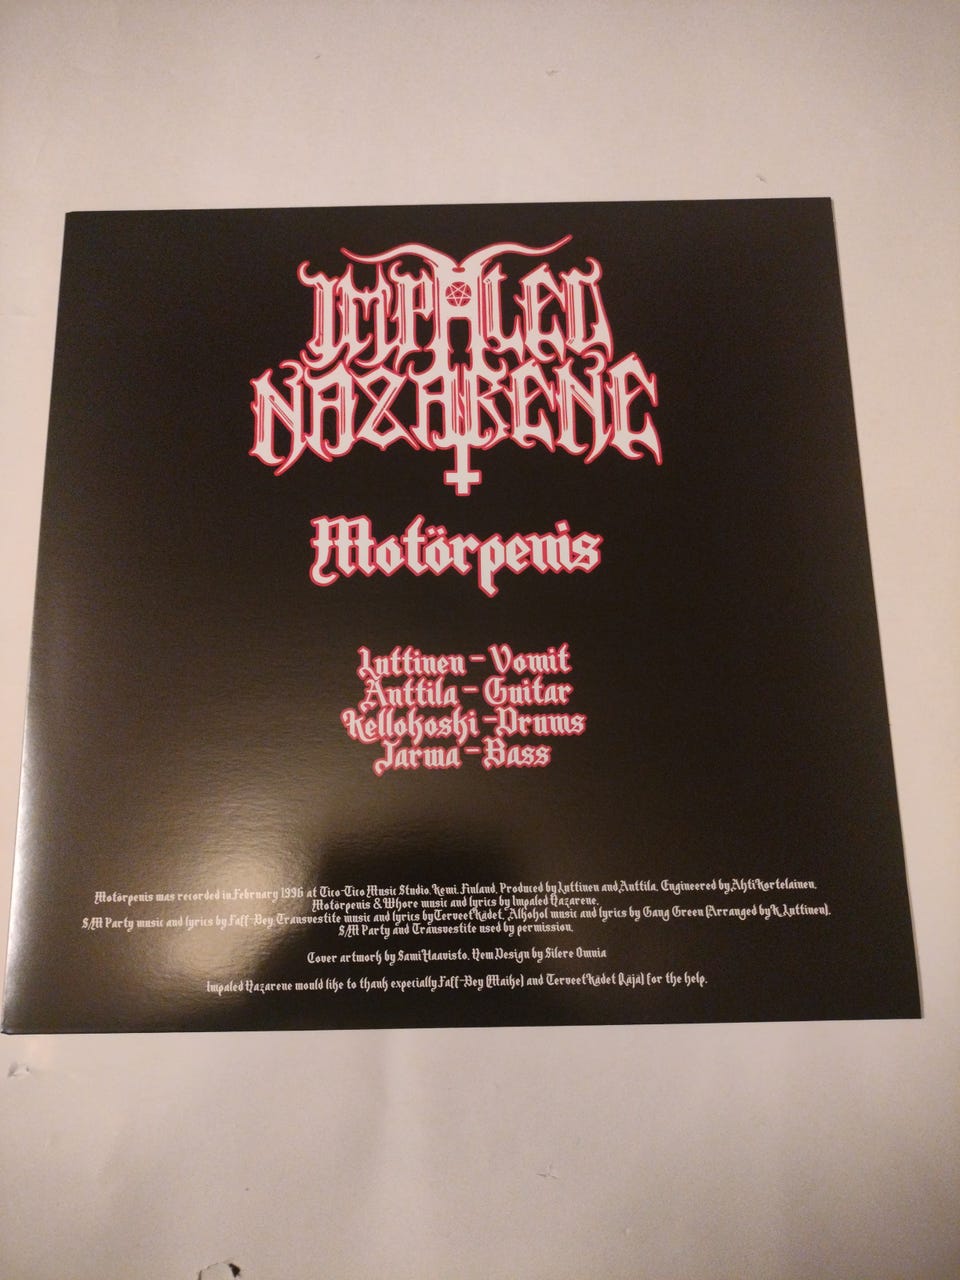 IMPALED
NAZARENE
Motörpenis
Luttinen - Vomit
Anttila - Guitar
Kellokoski - Drums
Jarma - Bass
Motörpenis was recorded in February 1996 at Tico-Tico Music Studio, Kemi, Finland. Produced by Luttinen and Anttila. Engineered by Ahti Kortelainen.
Motörpenis & Whore music and lyrics by Impaled Nazarene.
S/M Party music and lyrics by Faff-Bey, Transvestite music and lyrics by Terveet Kädet, Alkohol music and lyrics by Gang Green (Arranged by K.Luttinen).
S/M Party and Transvestite used by permission.
Cover artwork by Sami Haavisto. New Design by Silere Omnia
Impaled Nazarene would like to thank expecially Faff-Bey (Maike) and Terveet Kädet (Läjä) for the help.